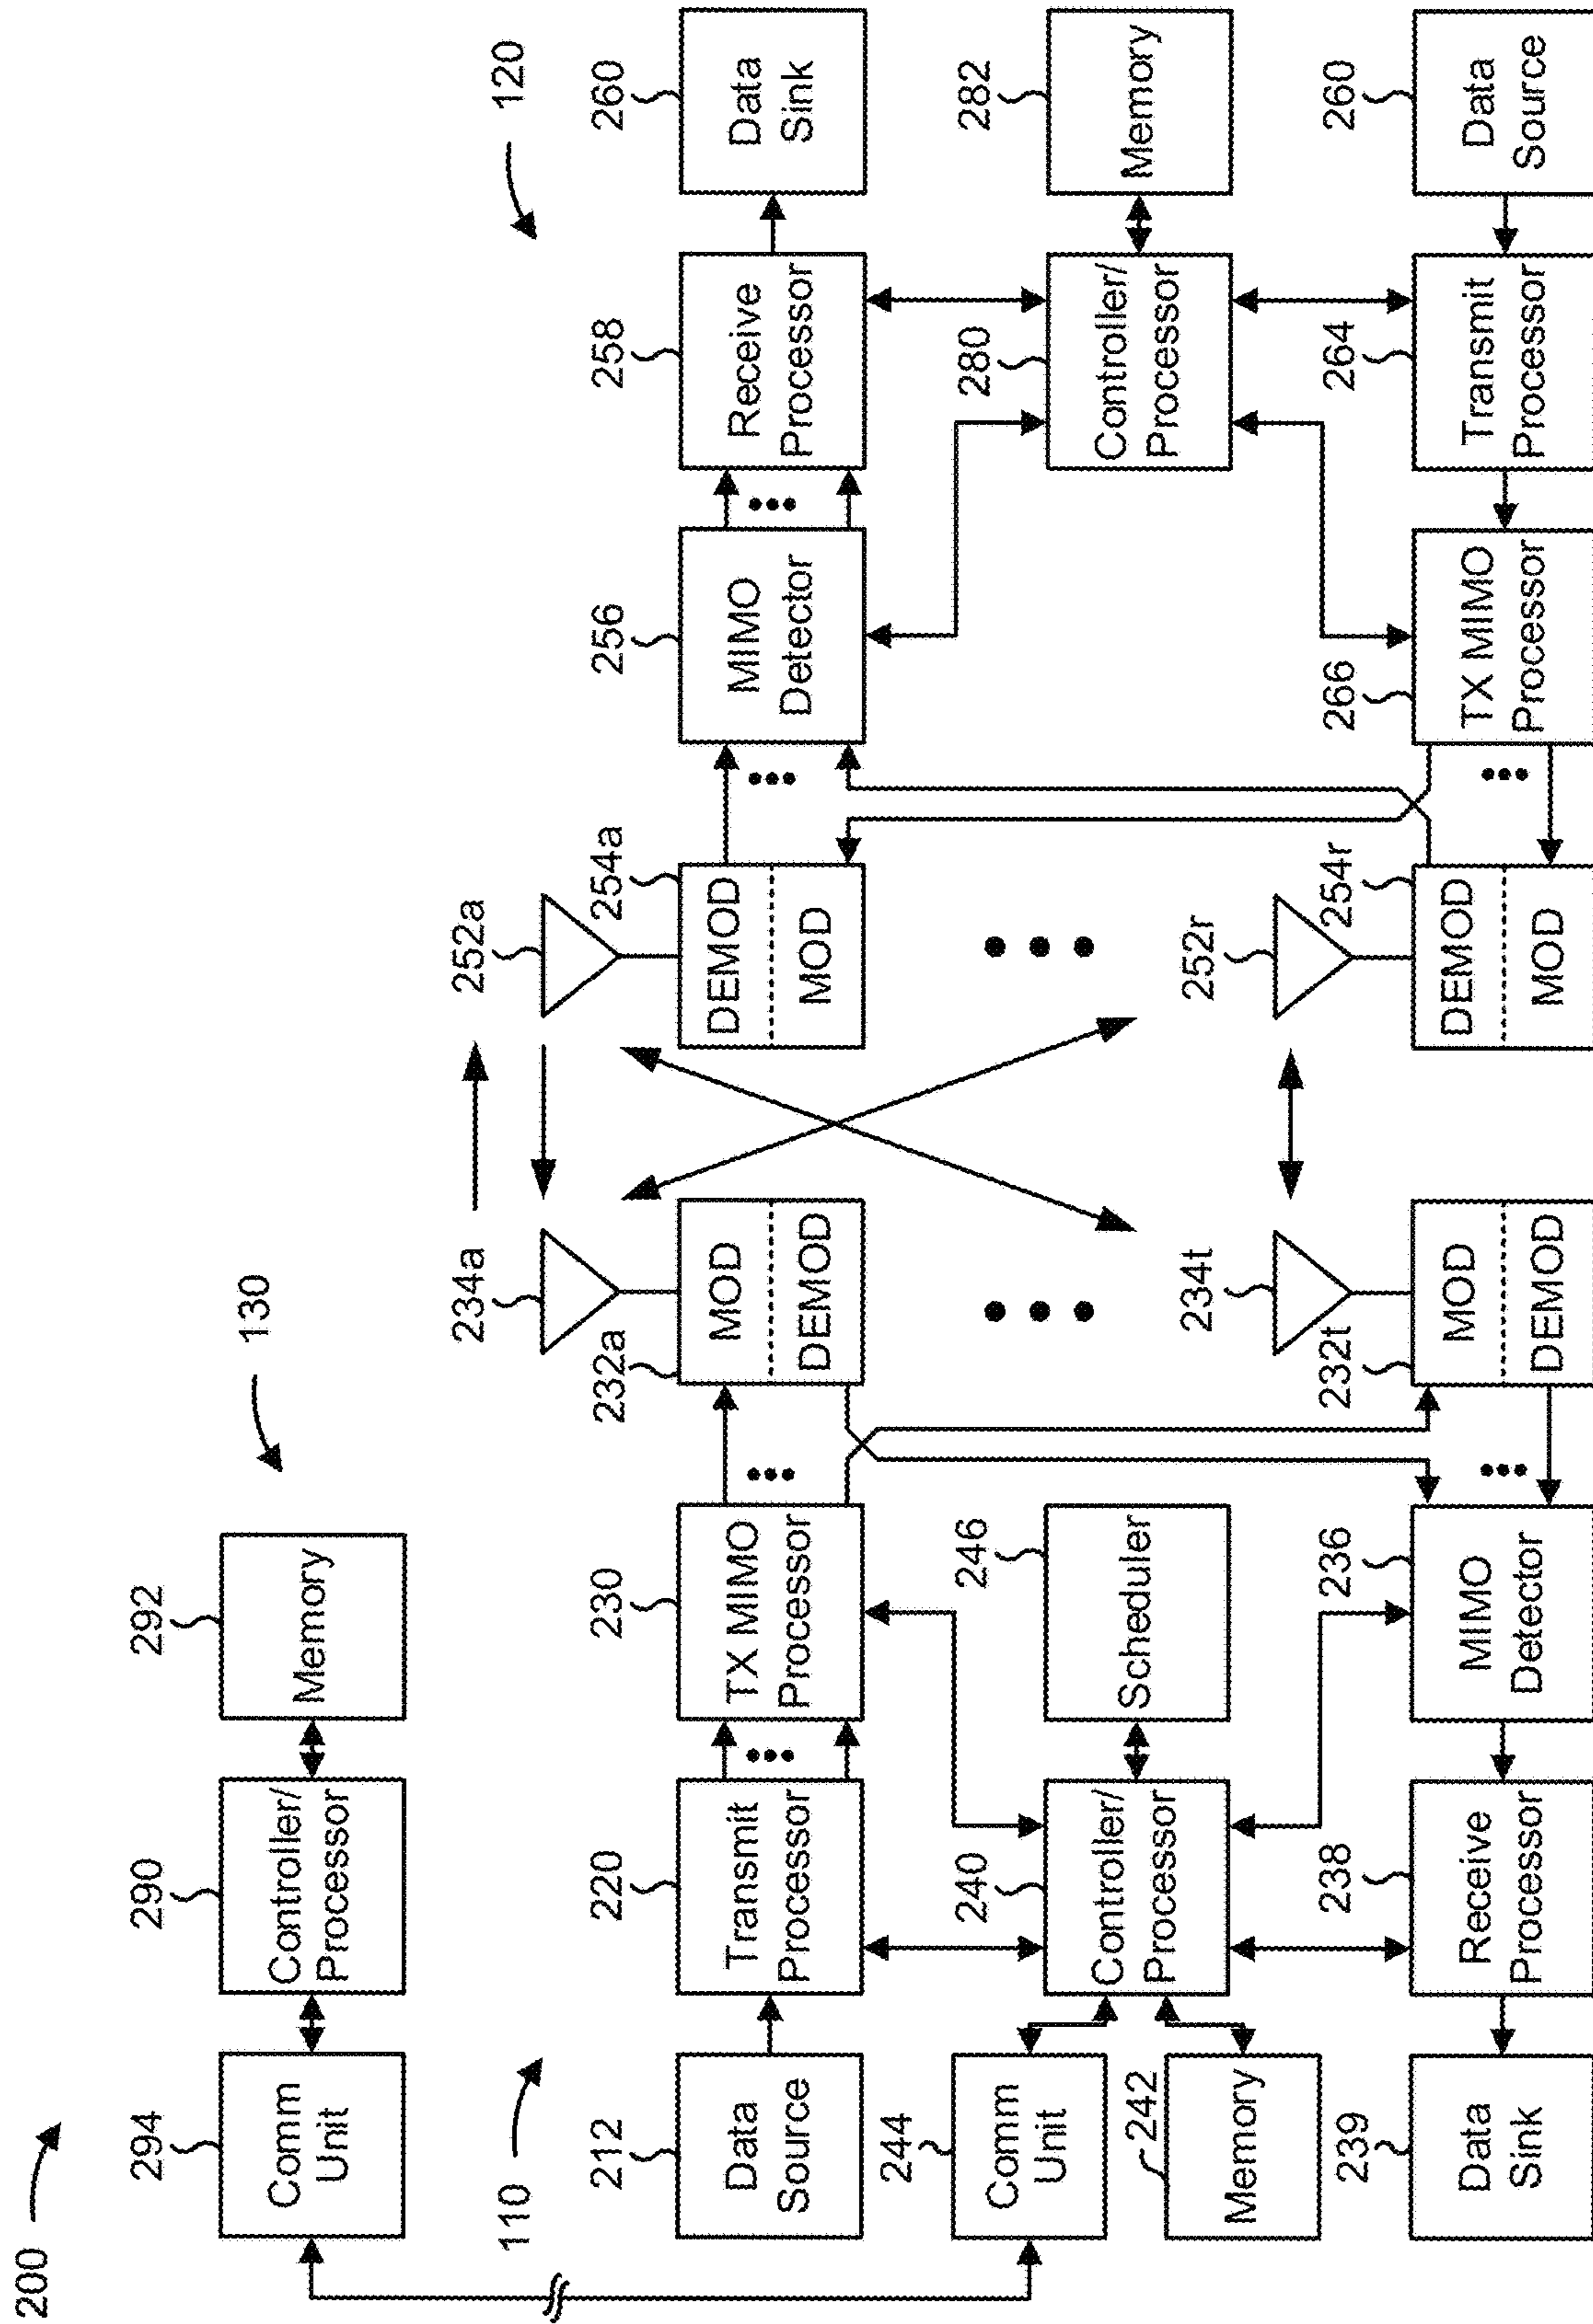 200
294
Comm
Unit
290
Controller/
Processor
292
Memory
130
110
212
Data
Source
220
Transmit
Processor
230
TX MIMO
Processor
232a
MOD
DEMOD
234a
252a
254a
DEMOD
MOD
256
MIMO
Detector
258
Receive
Processor
260
Data
Sink
120
244
Comm
Unit
242
Memory
240
Controller/
Processor
246
Scheduler
280
Controller/
Processor
282
Memory
239
Data
Sink
238
Receive
Processor
236
MIMO
Detector
232t
MOD
DEMOD
234t
252r
254r
DEMOD
MOD
266
TX MIMO
Processor
264
Transmit
Processor
260
Data
Source